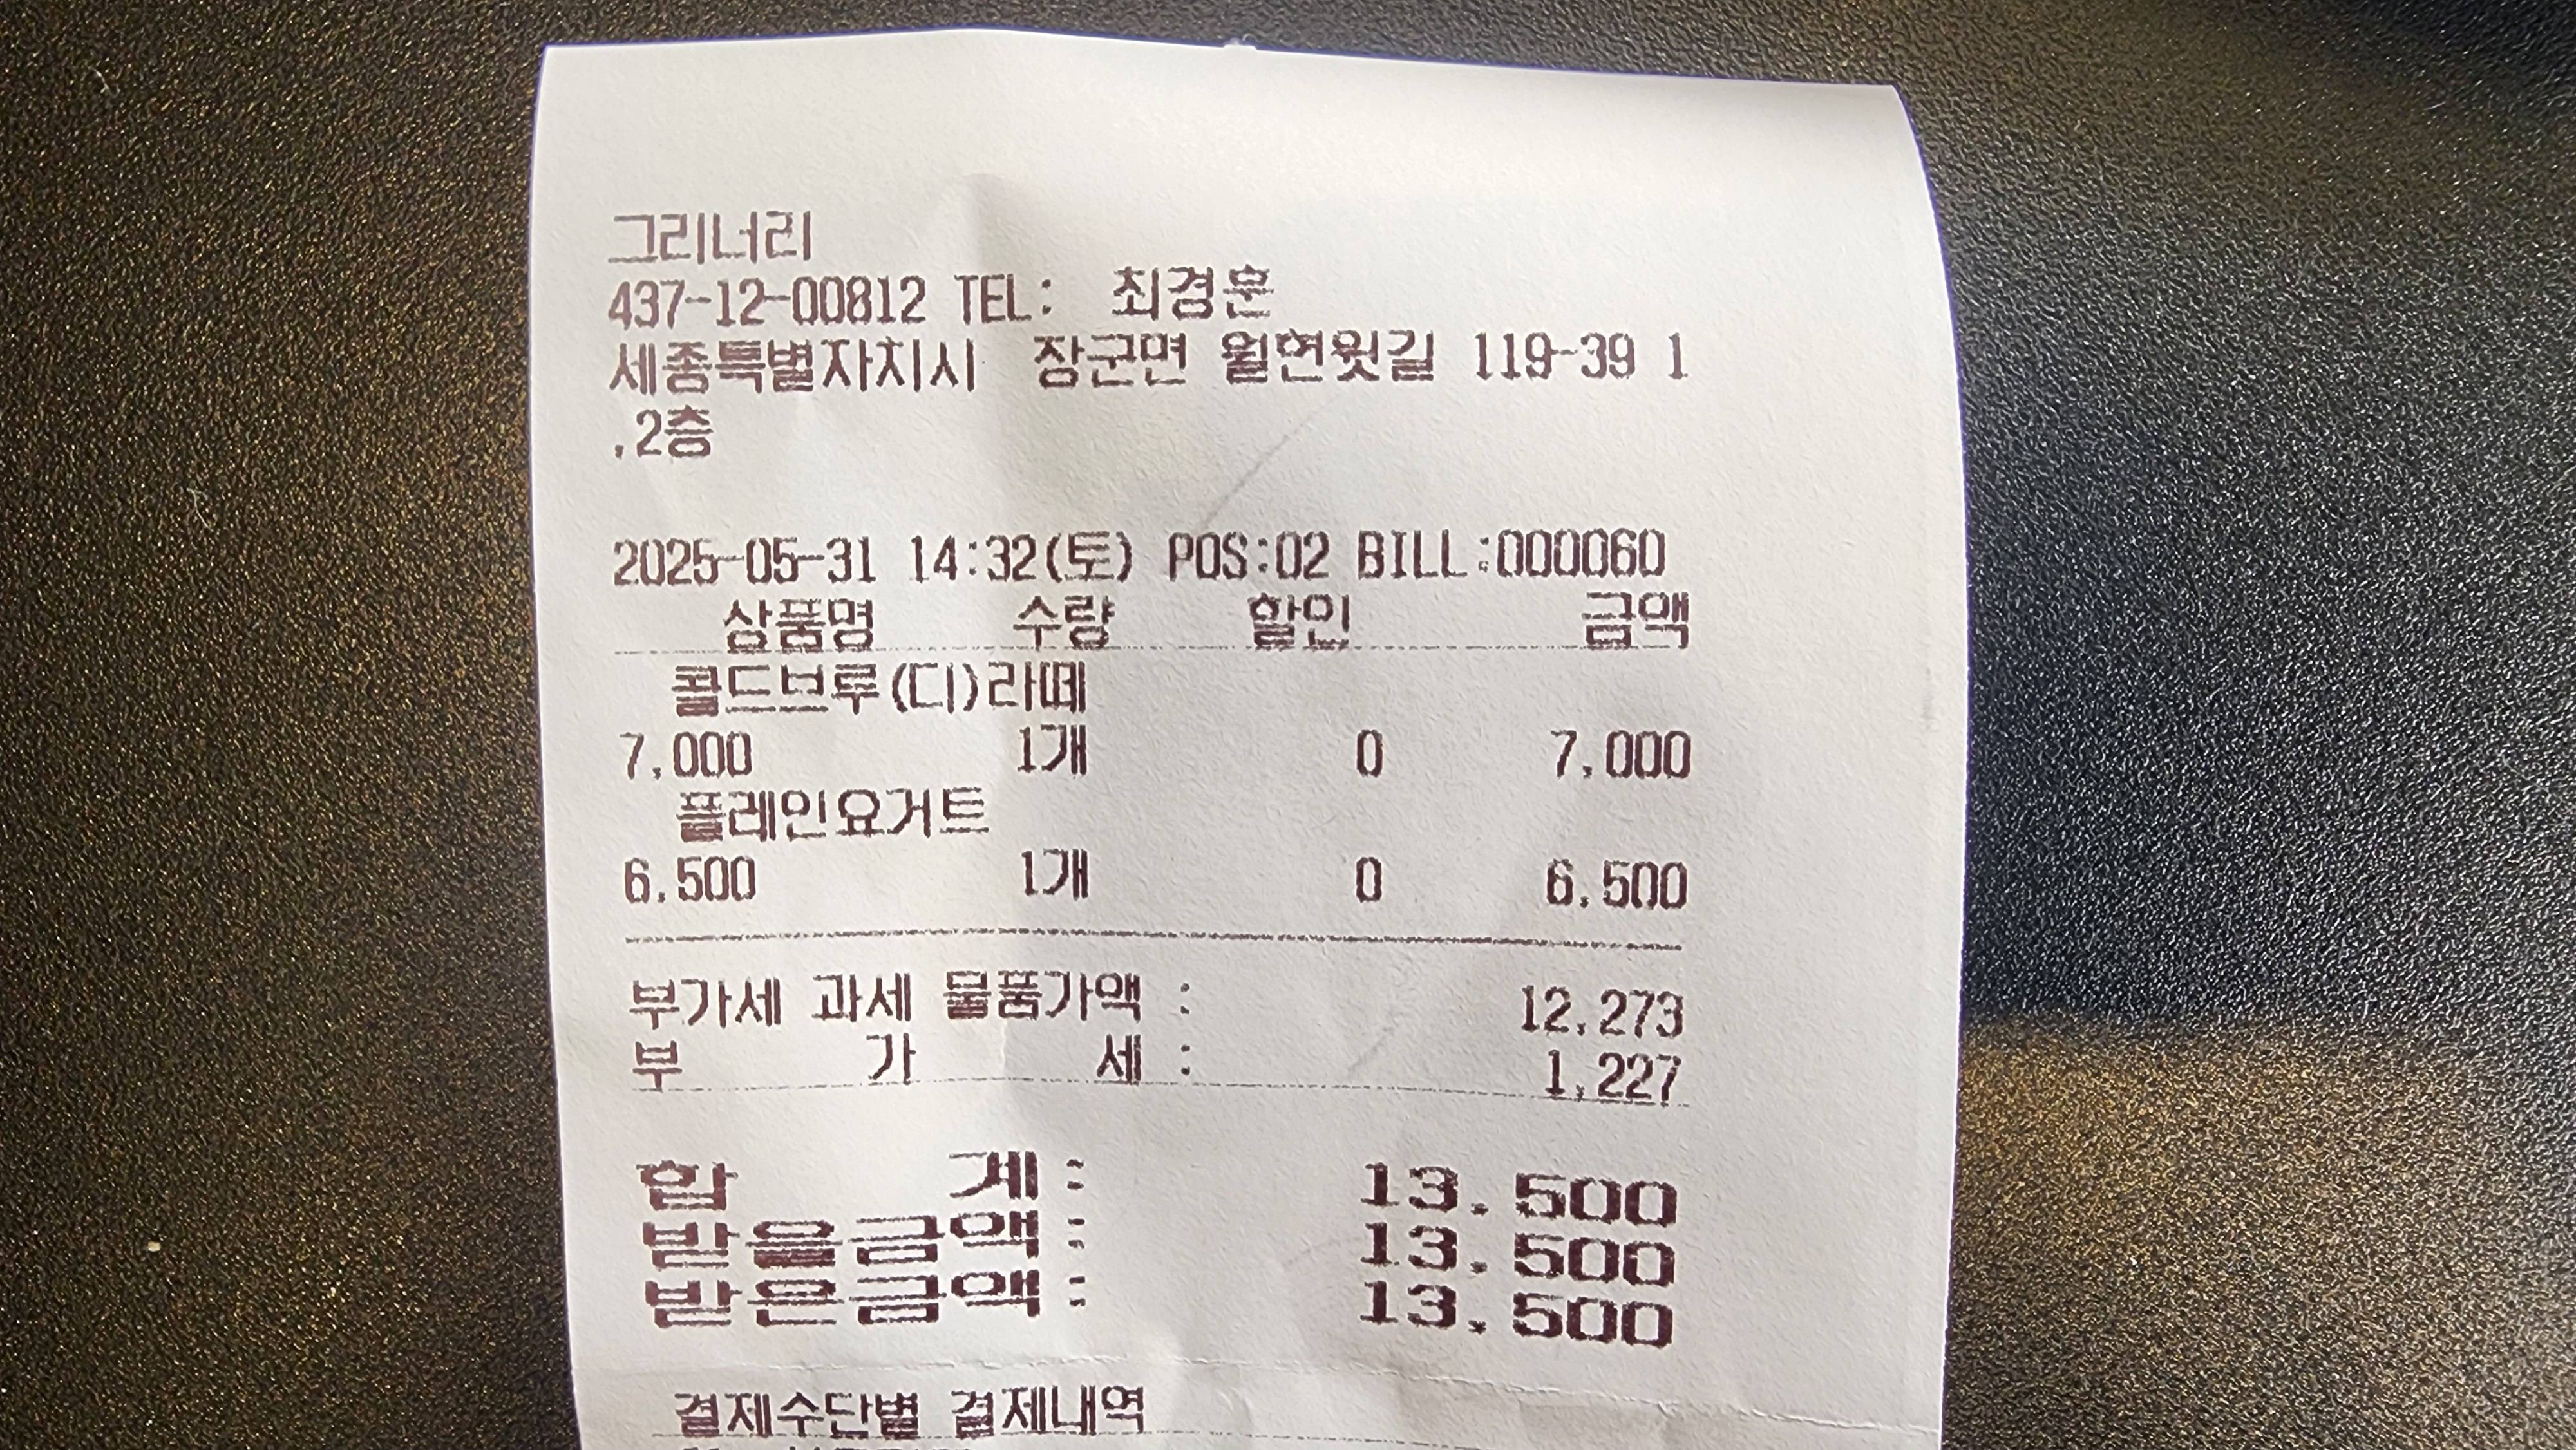 그리너리
437-12-00812 TEL: 최경훈
세종특별자치시 장군면 월현윗길 119-39 1
,2층
2025-05-31 14:32(토) POS:02 BILL:000060
상품명 수량 할인 금액
콜드브루(디)라떼
7,000 1개 0 7,000
플레인요거트
6,500 1개 0 6,500
부가세 과세 물품가액 : 12,273
부 가 세 : 1,227
합 계: 13,500
받을금액: 13,500
받은금액: 13,500
결제수단별 결제내역